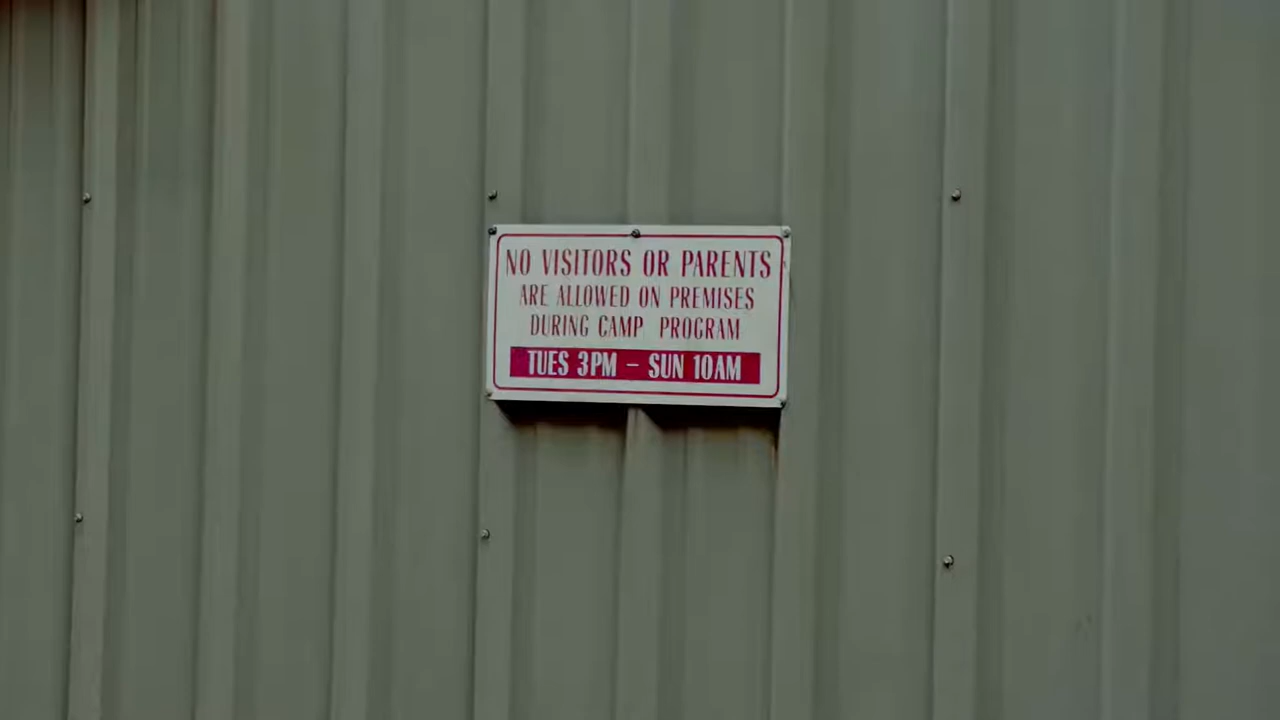 NO VISITORS OR PARENTS
ARE ALLOWED ON PREMISES
DURING CAMP PROGRAM
TUES 3PM – SUN 10AM